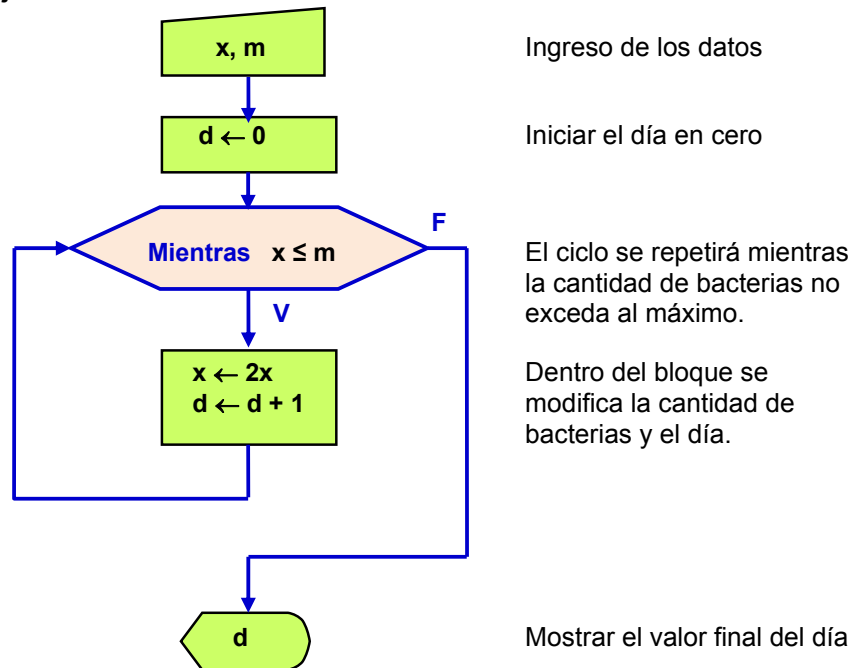 x, m
Ingreso de los datos
d ← 0
Iniciar el día en cero
F
Mientras x ≤ m
El ciclo se repetirá mientras
la cantidad de bacterias no
exceda al máximo.
V
x ← 2x
d ← d + 1
Dentro del bloque se
modifica la cantidad de
bacterias y el día.
d
Mostrar el valor final del día